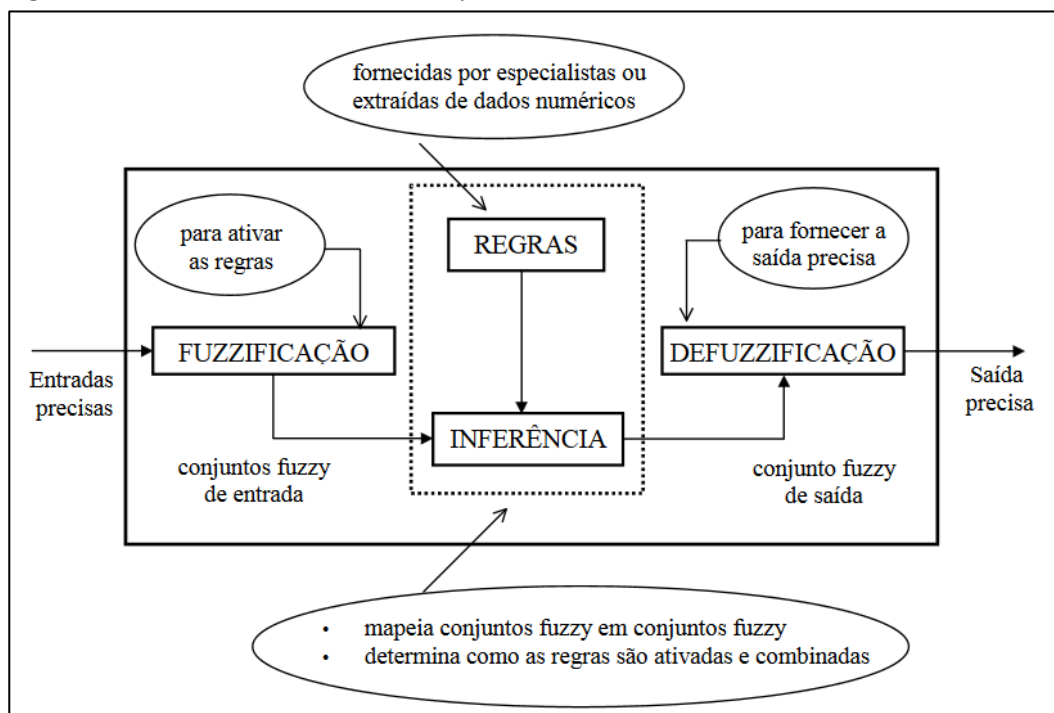 fornecidas por especialistas ou
extraídas de dados numéricos
para ativar
as regras
REGRAS
para fornecer a
saída precisa
FUZZIFICAÇÃO
DEFUZZIFICAÇÃO
Entradas
precisas
Saída
precisa
INFERÊNCIA
conjuntos fuzzy
de entrada
conjunto fuzzy
de saída
• mapeia conjuntos fuzzy em conjuntos fuzzy
• determina como as regras são ativadas e combinadas